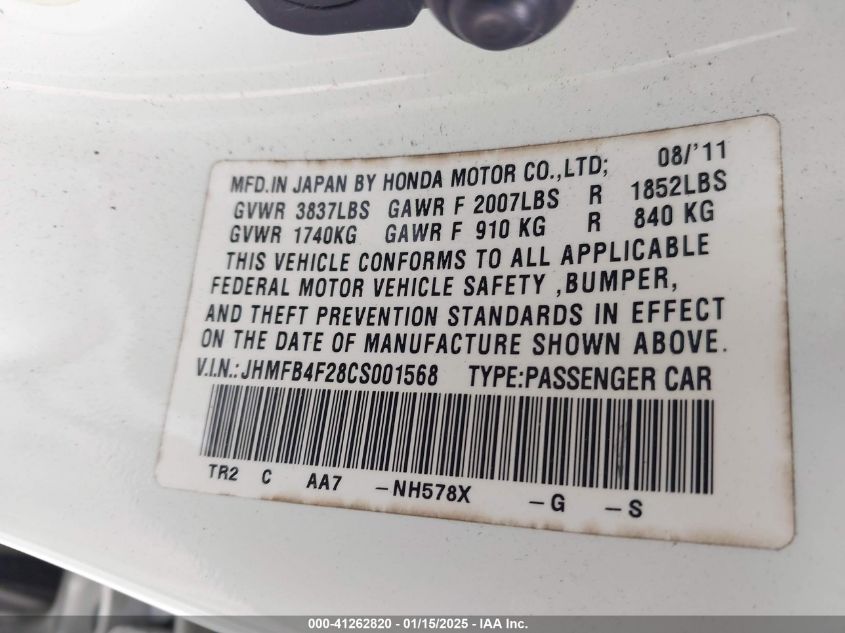 MFD.IN JAPAN BY HONDA MOTOR CO.,LTD; 08/'11
GVWR 3837LBS GAWR F 2007LBS R 1852LBS
GVWR 1740KG GAWR F 910 KG R 840 KG
THIS VEHICLE CONFORMS TO ALL APPLICABLE
FEDERAL MOTOR VEHICLE SAFETY ,BUMPER,
AND THEFT PREVENTION STANDARDS IN EFFECT
ON THE DATE OF MANUFACTURE SHOWN ABOVE.
V.I.N.:JHMFB4F28CS001568 TYPE:PASSENGER CAR
TR2 C AA7 -NH578X -G -S
000-41262820 - 01/15/2025 - IAA Inc.